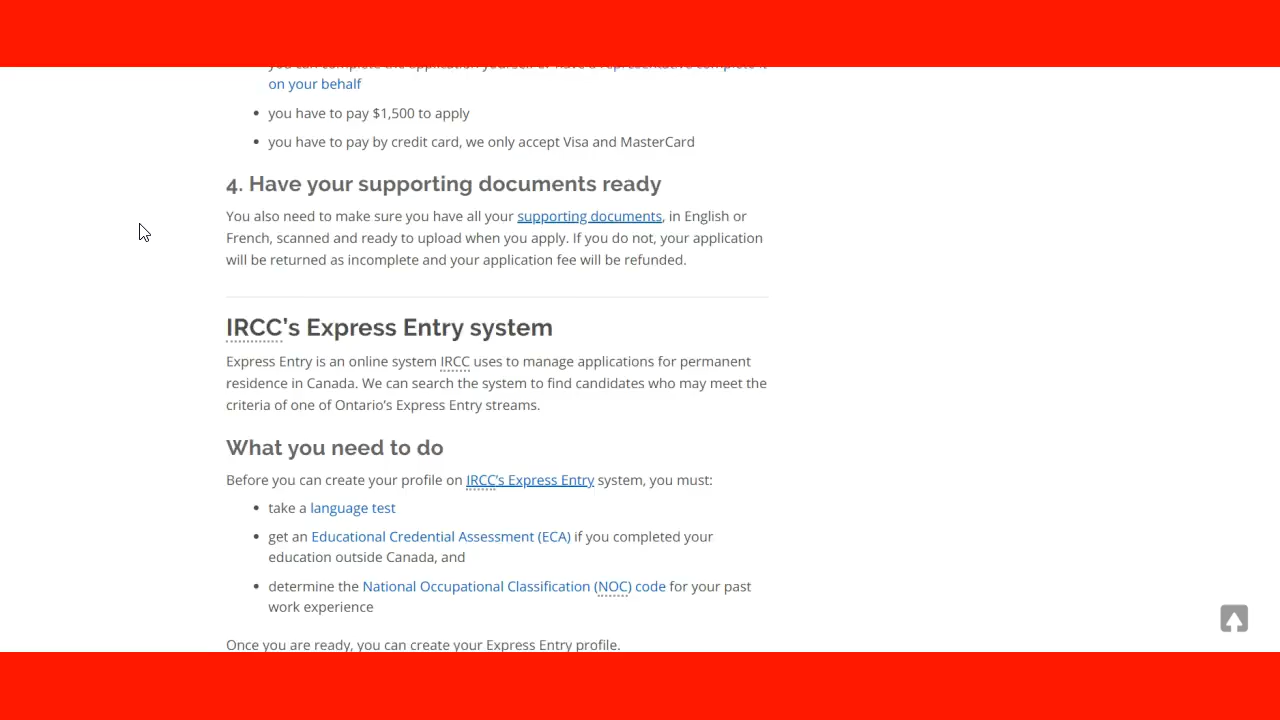 on your behalf
you have to pay $1,500 to apply
you have to pay by credit card, we only accept Visa and MasterCard
4. Have your supporting documents ready
You also need to make sure you have all your supporting documents, in English or
French, scanned and ready to upload when you apply. If you do not, your application
will be returned as incomplete and your application fee will be refunded.
IRCC's Express Entry system
Express Entry is an online system IRCC uses to manage applications for permanent
residence in Canada. We can search the system to find candidates who may meet the
criteria of one of Ontario's Express Entry streams.
What you need to do
Before you can create your profile on IRCC's Express Entry system, you must:
take a language test
get an Educational Credential Assessment (ECA) if you completed your
education outside Canada, and
determine the National Occupational Classification (NOC) code for your past
work experience
Once you are ready, you can create your Express Entry profile.